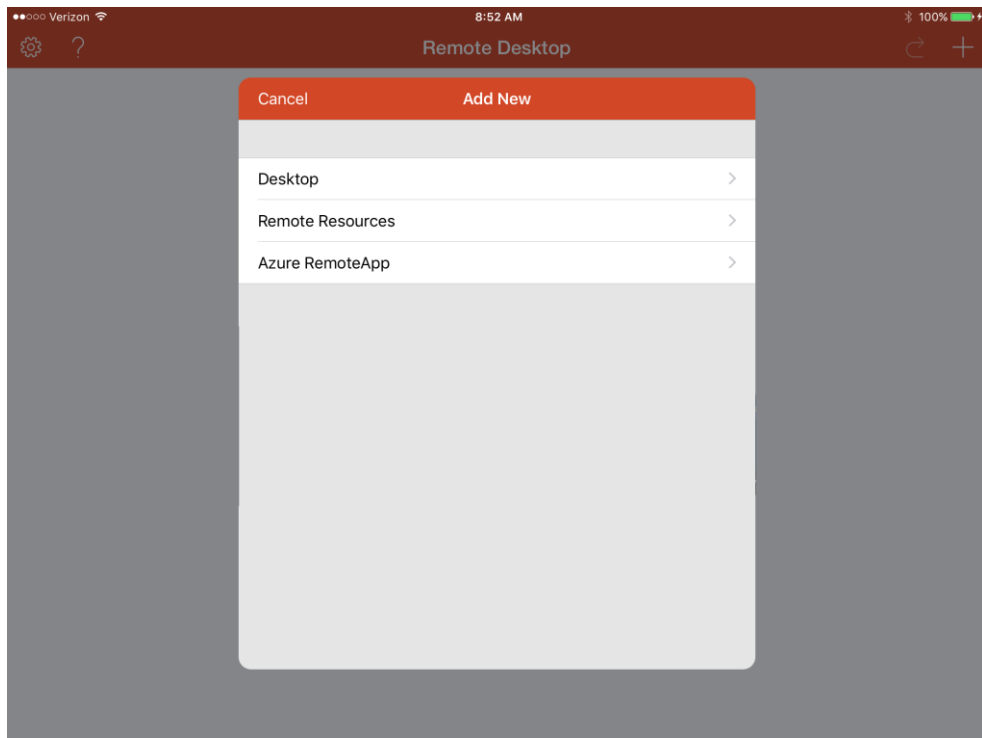 Verizon 8:52 AM 100%
? Remote Desktop
Cancel Add New
Desktop
Remote Resources
Azure RemoteApp